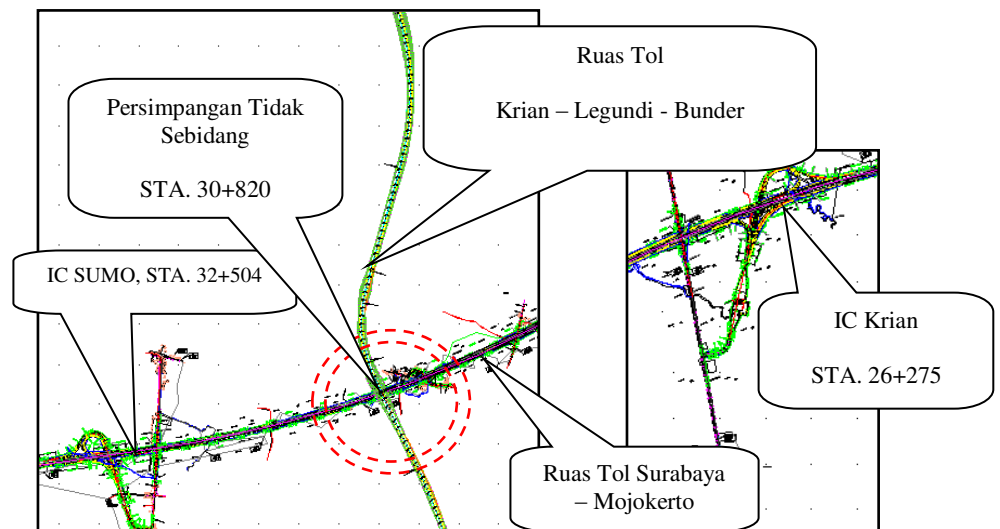 Ruas Tol
Krian – Legundi - Bunder
Persimpangan Tidak
Sebidang
STA. 30+820
IC SUMO, STA. 32+504
IC Krian
STA. 26+275
Ruas Tol Surabaya
– Mojokerto